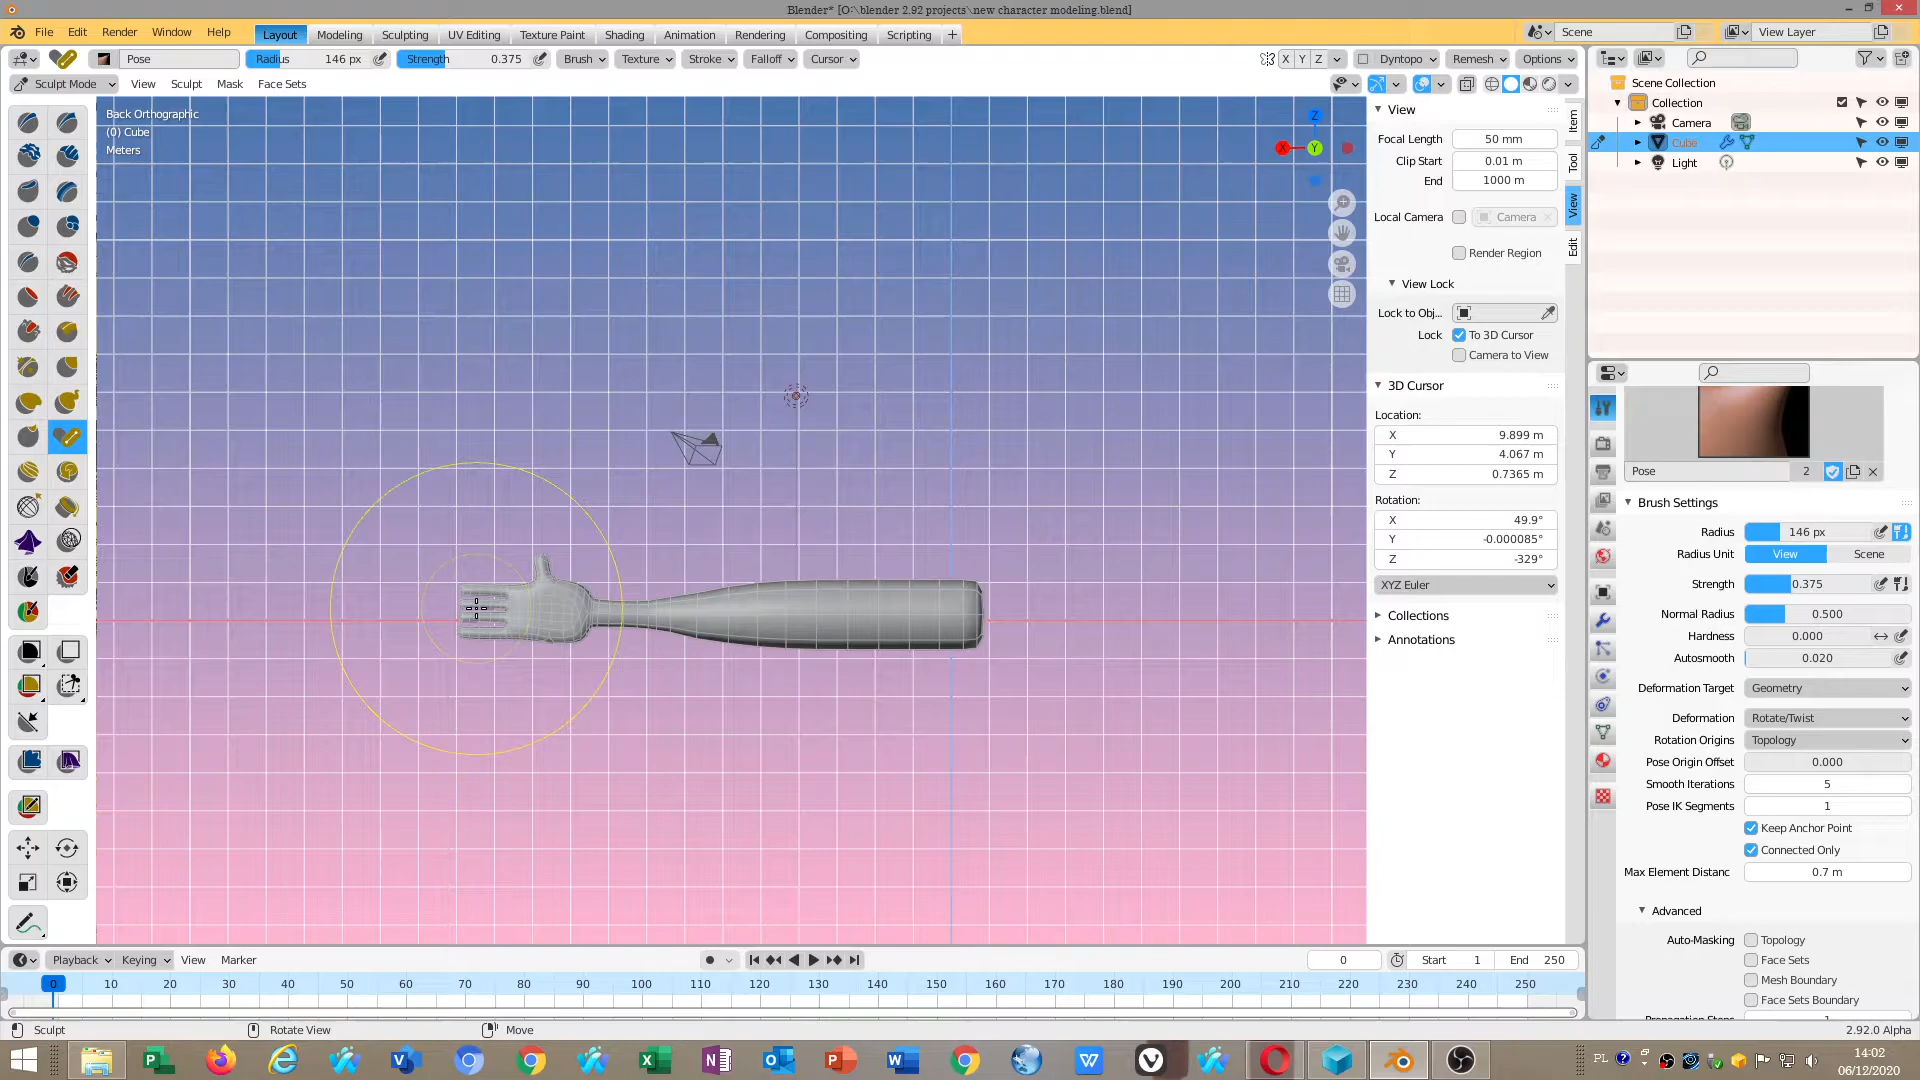 Blender* [O:\blender 2.92 projects\new character modeling.blend]
File Edit Render Window Help Layout Modeling Sculpting UV Editing Texture Paint Shading Animation Rendering Compositing Scripting + Scene View Layer
Pose Radius 146 px Strength 0.375 Brush Texture Stroke Falloff Cursor X Y Z Dyntopo Remesh Options
Sculpt Mode View Sculpt Mask Face Sets
Back Orthographic
(0) Cube
Meters
Z
X
Y
View
Focal Length 50 mm
Clip Start 0.01 m
End 1000 m
Local Camera Camera
Render Region
View Lock
Lock to Obj...
Lock To 3D Cursor
Camera to View
3D Cursor
Location:
X 9.899 m
Y 4.067 m
Z 0.7365 m
Rotation:
X 49.9°
Y -0.000085°
Z -329°
XYZ Euler
Collections
Annotations
Item
Tool
View
Edit
Scene Collection
Collection
Camera
Cube
Light
Pose 2
Brush Settings
Radius 146 px
Radius Unit View Scene
Strength 0.375
Normal Radius 0.500
Hardness 0.000
Autosmooth 0.020
Deformation Target Geometry
Deformation Rotate/Twist
Rotation Origins Topology
Pose Origin Offset 0.000
Smooth Iterations 5
Pose IK Segments 1
Keep Anchor Point
Connected Only
Max Element Distanc 0.7 m
Advanced
Auto-Masking Topology
Face Sets
Mesh Boundary
Face Sets Boundary
Playback Keying View Marker 0 Start 1 End 250
0 10 20 30 40 50 60 70 80 90 100 110 120 130 140 150 160 170 180 190 200 210 220 230 240 250
Sculpt Rotate View Move 2.92.0 Alpha
PL 14:02
06/12/2020